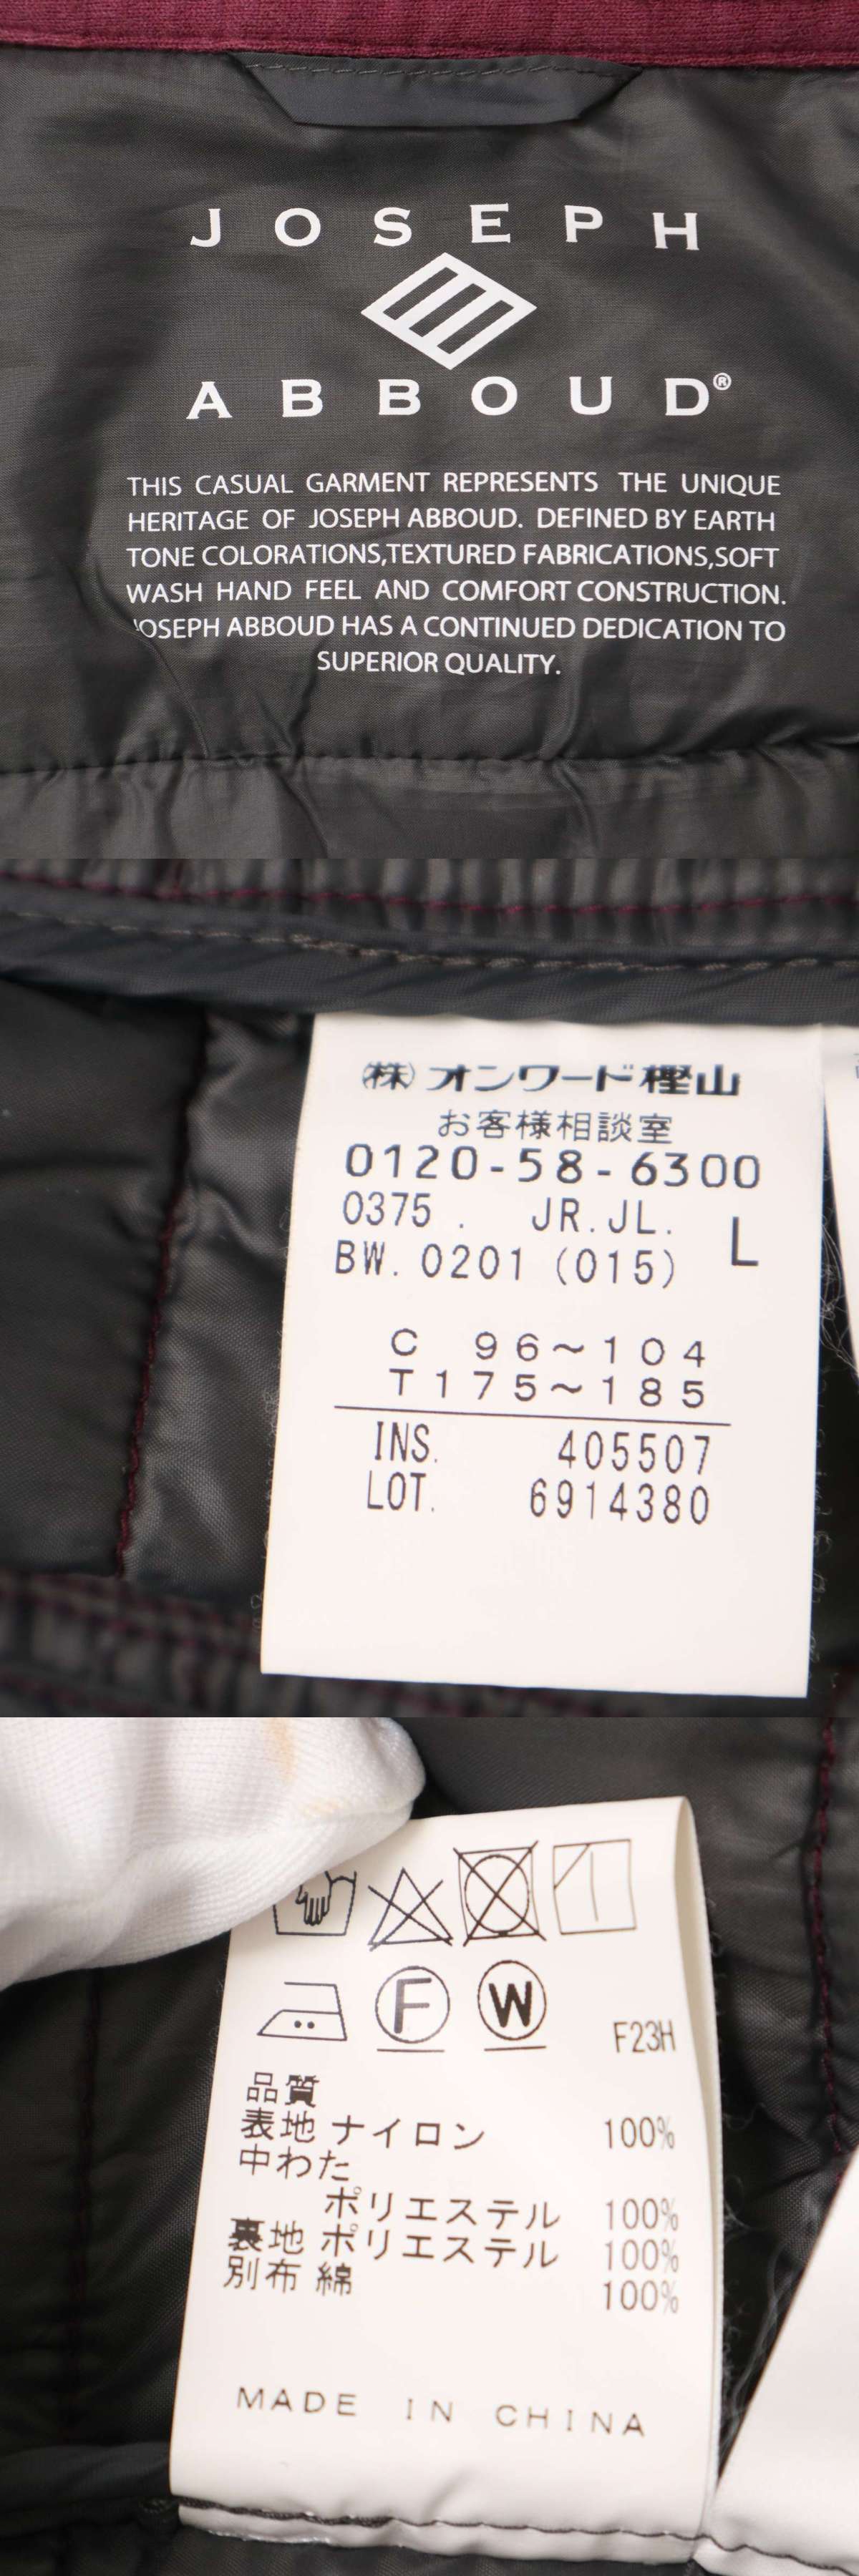 JOSEPH
ABBOUD®
THIS CASUAL GARMENT REPRESENTS THE UNIQUE
HERITAGE OF JOSEPH ABBOUD. DEFINED BY EARTH
TONE COLORATIONS,TEXTURED FABRICATIONS,SOFT
WASH HAND FEEL AND COMFORT CONSTRUCTION.
JOSEPH ABBOUD HAS A CONTINUED DEDICATION TO
SUPERIOR QUALITY.
㈱オンワード樫山
お客様相談室
0120-58-6300
0375. JR.JL. L
BW.0201 (015)
C 96～104
T175～185
INS. 405507
LOT. 6914380
F W F23H
品質
表地 ナイロン 100%
中わた
ポリエステル 100%
裏地 ポリエステル 100%
別布 綿 100%
MADE IN CHINA